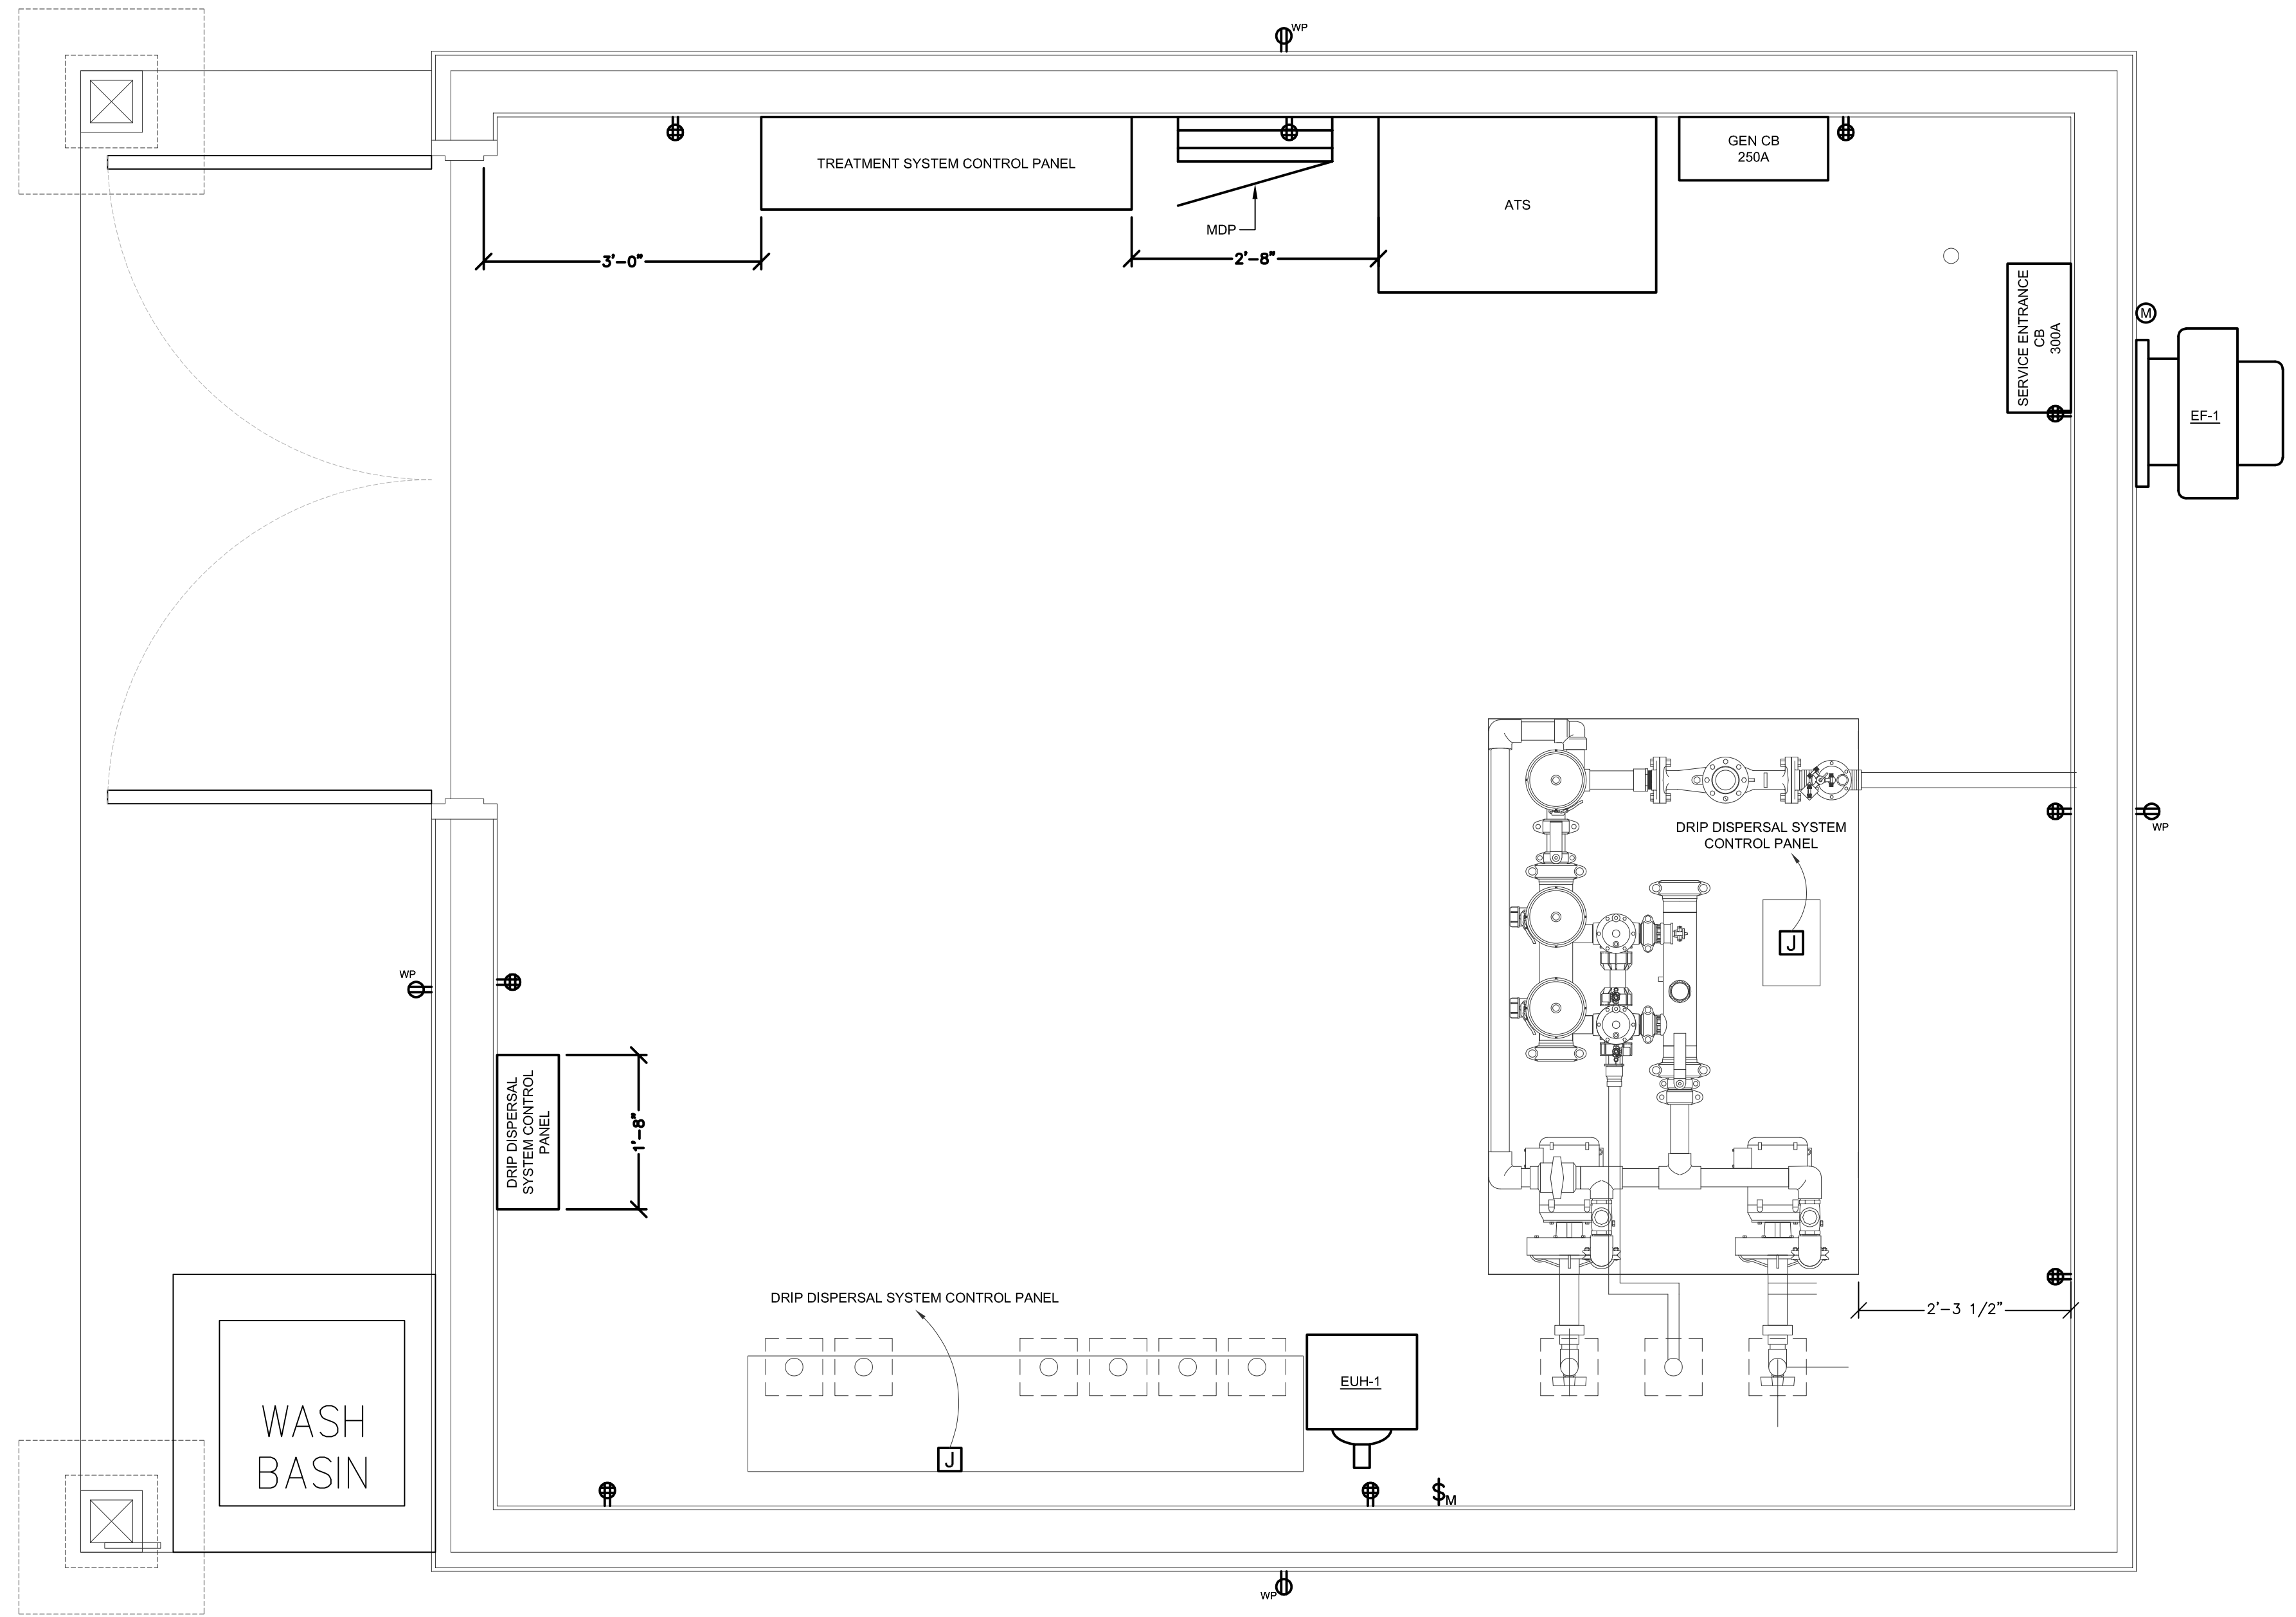 WP
TREATMENT SYSTEM CONTROL PANEL
GEN CB
250A
ATS
MDP
3'-0"
2'-8"
SERVICE ENTRANCE
CB
300A
M
EF-1
DRIP DISPERSAL SYSTEM
CONTROL PANEL
WP
J
WP
DRIP DISPERSAL
SYSTEM CONTROL
PANEL
1'-8"
DRIP DISPERSAL SYSTEM CONTROL PANEL
2'-3 1/2"
EUH-1
WASH
BASIN
J
$M
WP